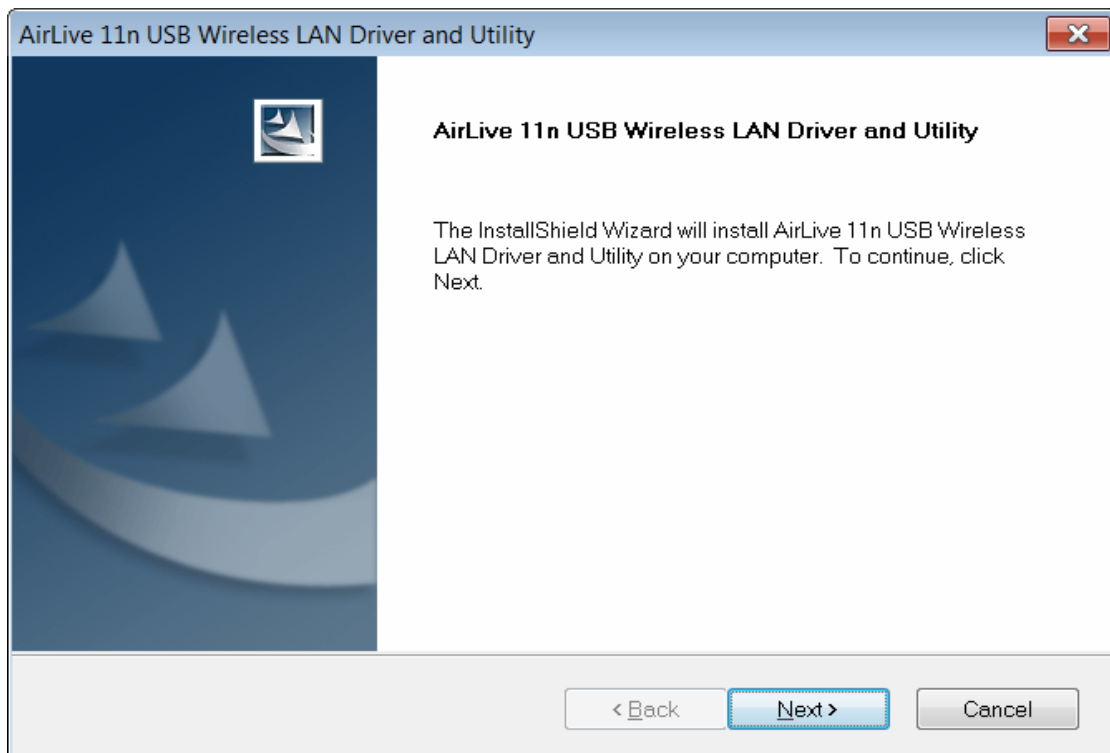 AirLive 11n USB Wireless LAN Driver and Utility
AirLive 11n USB Wireless LAN Driver and Utility
The InstallShield Wizard will install AirLive 11n USB Wireless
LAN Driver and Utility on your computer.  To continue, click
Next.
< Back
Next >
Cancel